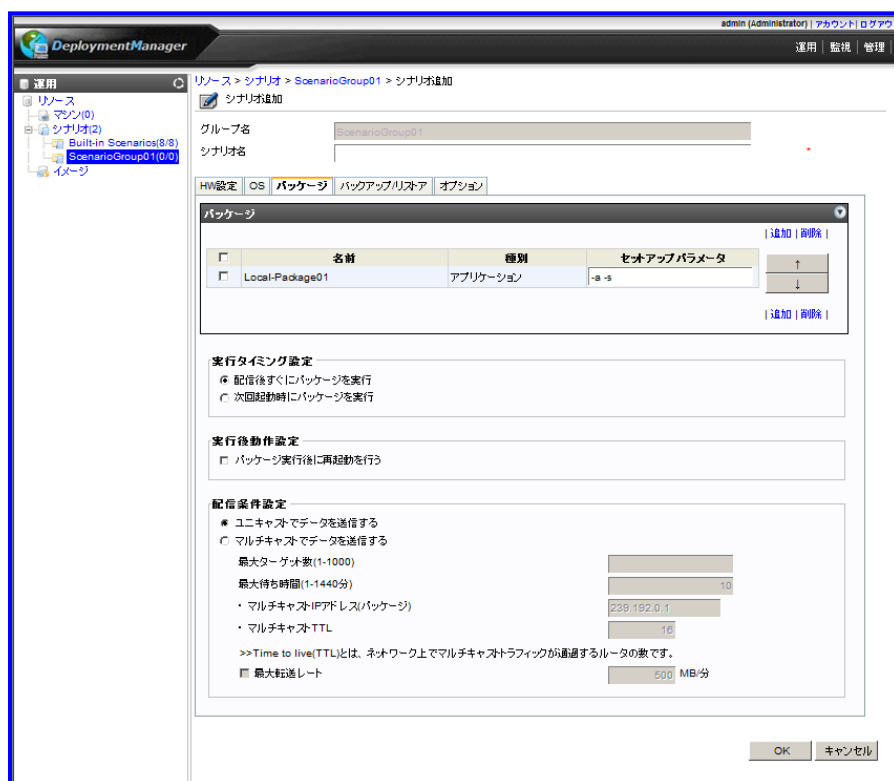 admin (Administrator) | アカウント | ログアウ
DeploymentManager
運用 | 監視 | 管理 |
運用
リソース > シナリオ > ScenarioGroup01 > シナリオ追加
リソース
シナリオ追加
マシン(0)
シナリオ(2)
Built-in Scenarios(8/8)
ScenarioGroup01(0/0)
イメージ
グループ名 ScenarioGroup01
シナリオ名 *
HW設定 OS パッケージ バックアップ/リストア オプション
パッケージ
| 追加 | 削除 |
名前 種別 セットアップパラメータ
Local-Package01 アプリケーション -a -s
↑
↓
| 追加 | 削除 |
実行タイミング設定
配信後すぐにパッケージを実行
次回起動時にパッケージを実行
実行後動作設定
パッケージ実行後に再起動を行う
配信条件設定
ユニキャストでデータを送信する
マルチキャストでデータを送信する
最大ターゲット数(1-1000)
最大待ち時間(1-1440分) 10
・ マルチキャストIPアドレス(パッケージ) 239.192.0.1
・ マルチキャストTTL 16
>>Time to live(TTL)とは、ネットワーク上でマルチキャストトラフィックが通過するルータの数です。
最大転送レート 500 MB/分
OK キャンセル